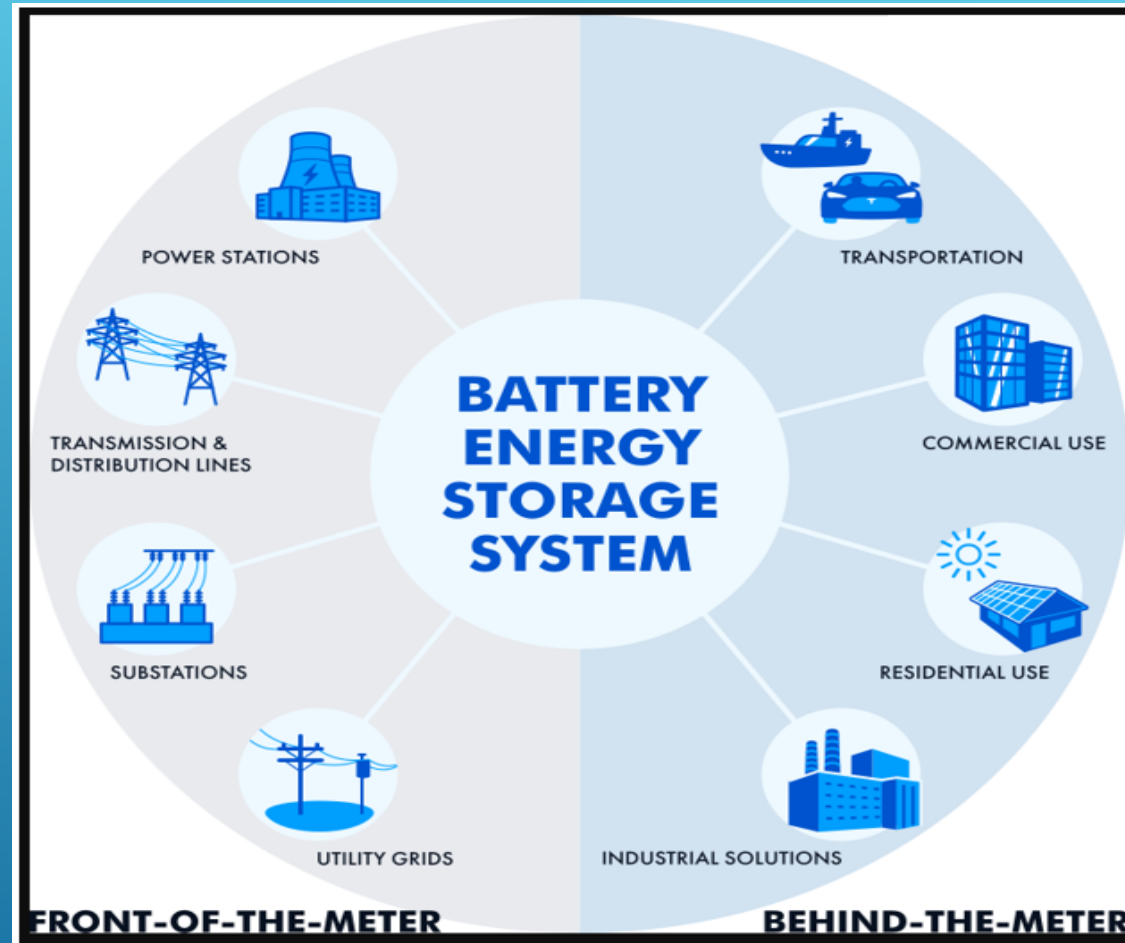 POWER STATIONS
TRANSMISSION &
DISTRIBUTION LINES
SUBSTATIONS
UTILITY GRIDS
BATTERY
ENERGY
STORAGE
SYSTEM
TRANSPORTATION
COMMERCIAL USE
RESIDENTIAL USE
INDUSTRIAL SOLUTIONS
FRONT-OF-THE-METER
BEHIND-THE-METER